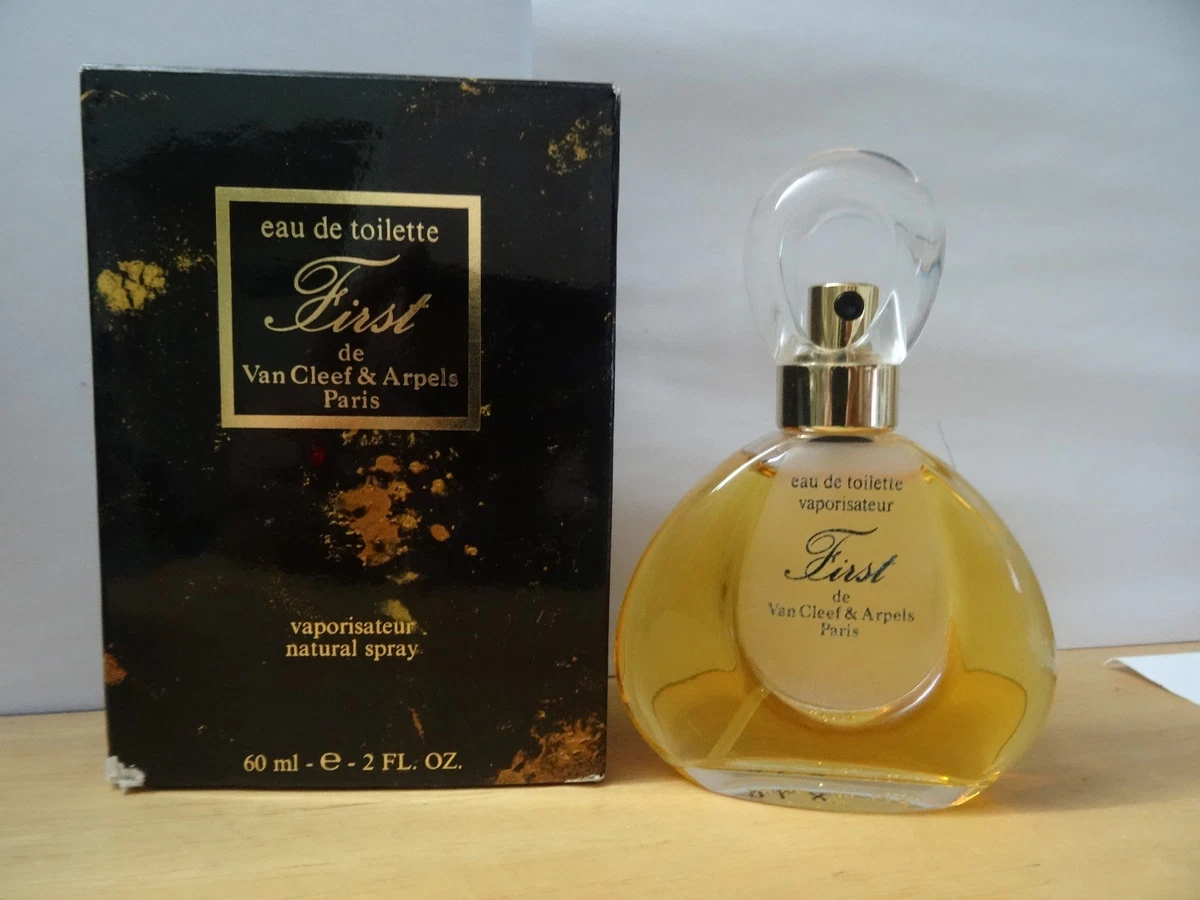 eau de toilette
First
de
Van Cleef & Arpels
Paris
vaporisateur
natural spray
60 ml - ℮ - 2 FL. OZ.
eau de toilette
vaporisateur
First
de
Van Cleef & Arpels
Paris